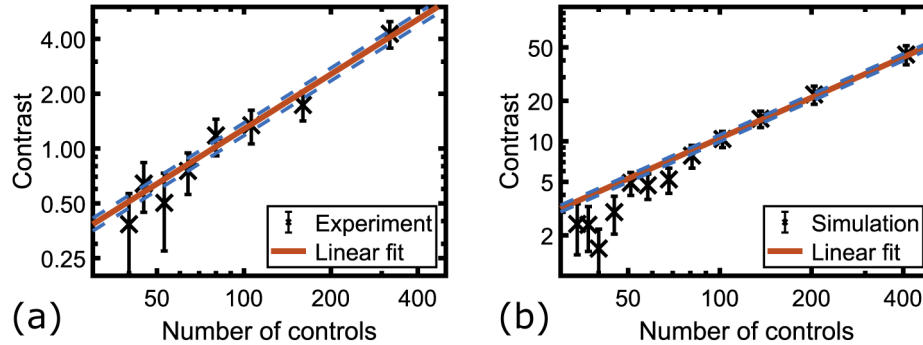 4.00
2.00
1.00
0.50
0.25
Contrast
Experiment
Linear fit
50 100 200 400
Number of controls
(a)
50
20
10
5
2
Contrast
Simulation
Linear fit
50 100 200 400
Number of controls
(b)